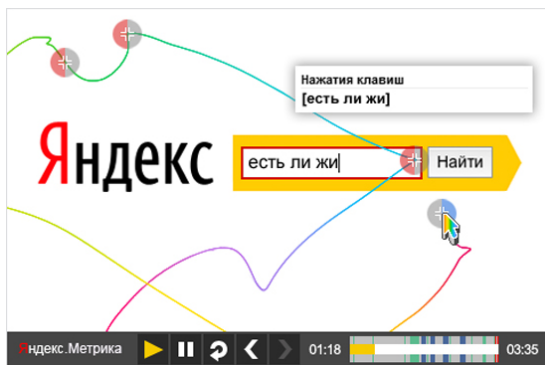 Нажатия клавиш
[есть ли жи]
Яндекс
есть ли жи
Найти
Яндекс.Метрика
01:18
03:35